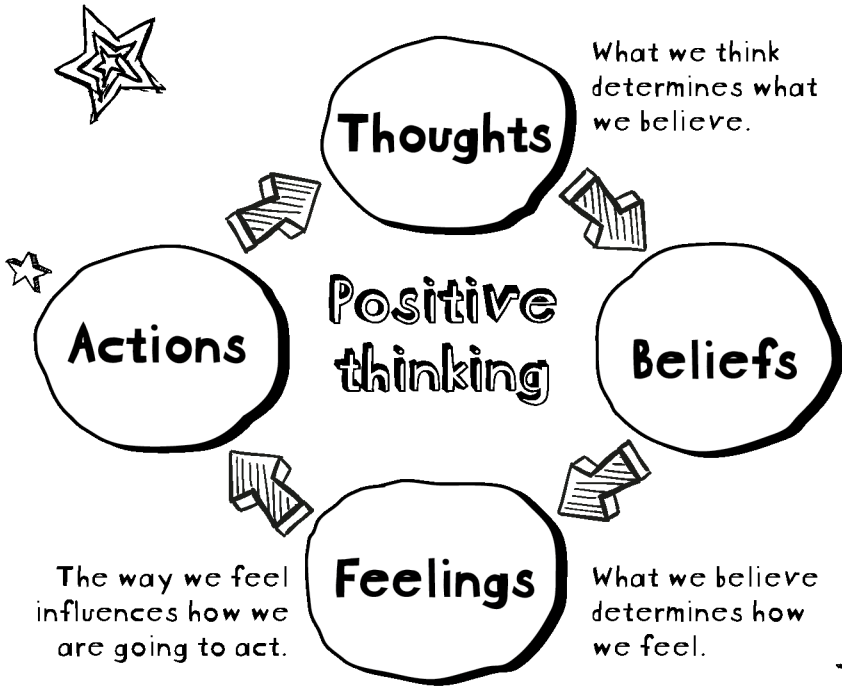 Thoughts
What we think
determines what
we believe.
Positive
thinking
Actions
Beliefs
Feelings
The way we feel
influences how we
are going to act.
What we believe
determines how
we feel.